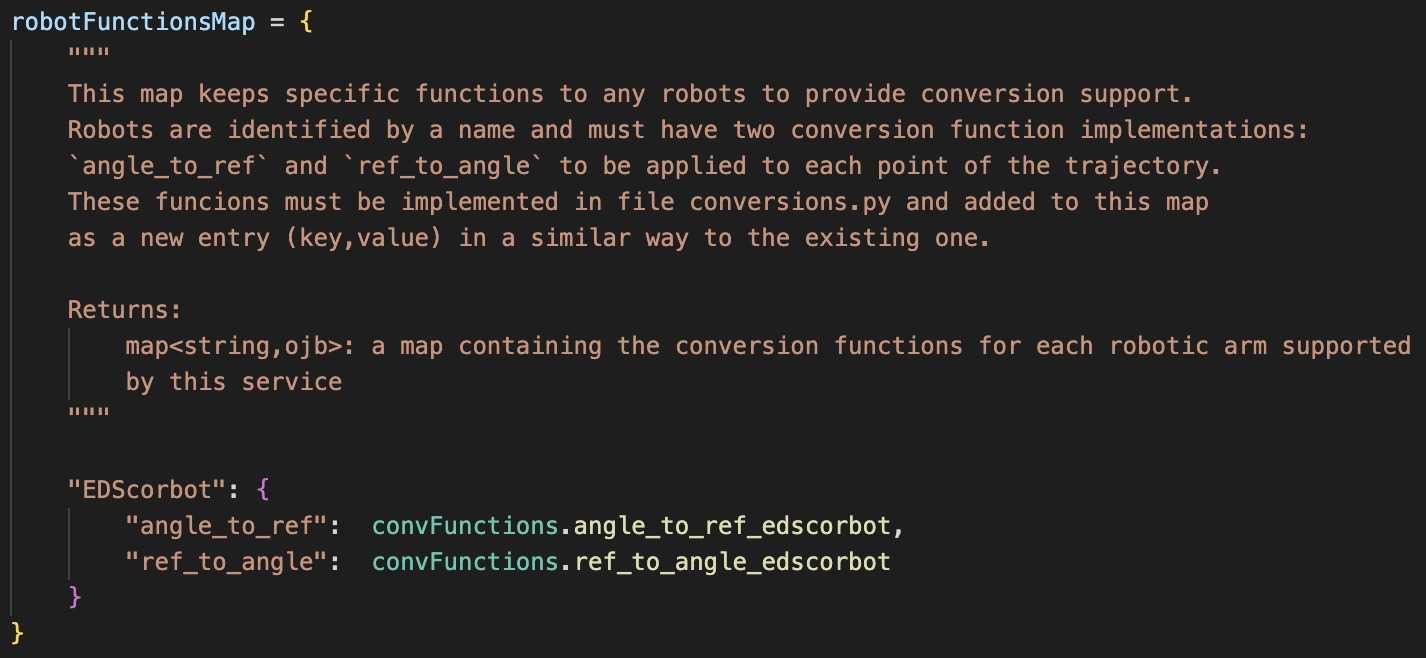 robotFunctionsMap = {
"""
This map keeps specific functions to any robots to provide conversion support.
Robots are identified by a name and must have two conversion function implementations:
`angle_to_ref` and `ref_to_angle` to be applied to each point of the trajectory.
These funcions must be implemented in file conversions.py and added to this map
as a new entry (key,value) in a similar way to the existing one.
Returns:
map<string,ojb>: a map containing the conversion functions for each robotic arm supported
by this service
"""
"EDScorbot": {
"angle_to_ref":  convFunctions.angle_to_ref_edscorbot,
"ref_to_angle":  convFunctions.ref_to_angle_edscorbot
}
}